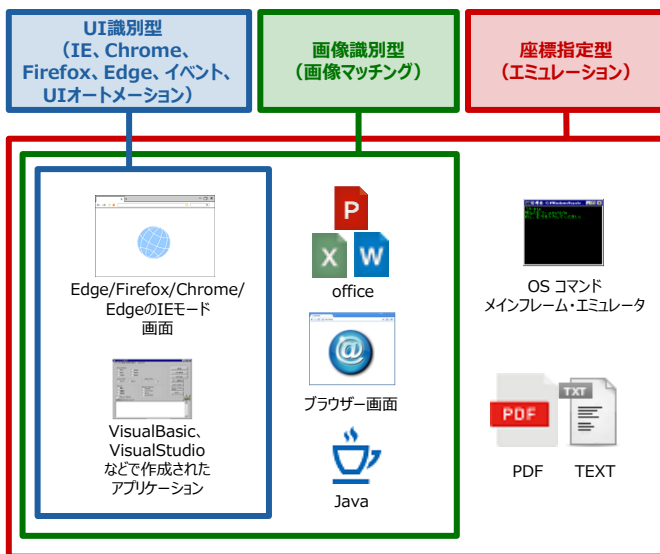 UI識別型
（IE、Chrome、
Firefox、Edge、イベント、
UIオートメーション）
画像識別型
（画像マッチング）
座標指定型
（エミュレーション）
Edge/Firefox/Chrome/
EdgeのIEモード
画面
VisualBasic、
VisualStudio
などで作成された
アプリケーション
P
X
W
office
@
ブラウザー画面
Java
OS コマンド
メインフレーム・エミュレータ
PDF
TXT
PDF
TEXT